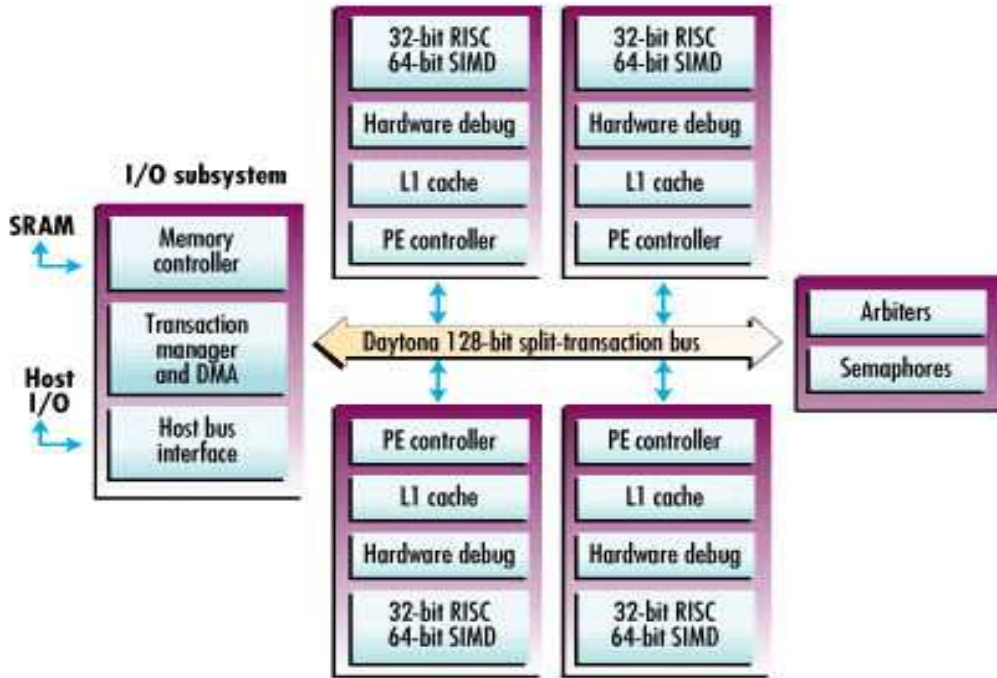 32-bit RISC
64-bit SIMD
Hardware debug
L1 cache
PE controller
32-bit RISC
64-bit SIMD
Hardware debug
L1 cache
PE controller
I/O subsystem
SRAM
Memory
controller
Transaction
manager
and DMA
Host
I/O
Host bus
interface
Daytona 128-bit split-transaction bus
Arbiters
Semaphores
PE controller
L1 cache
Hardware debug
32-bit RISC
64-bit SIMD
PE controller
L1 cache
Hardware debug
32-bit RISC
64-bit SIMD